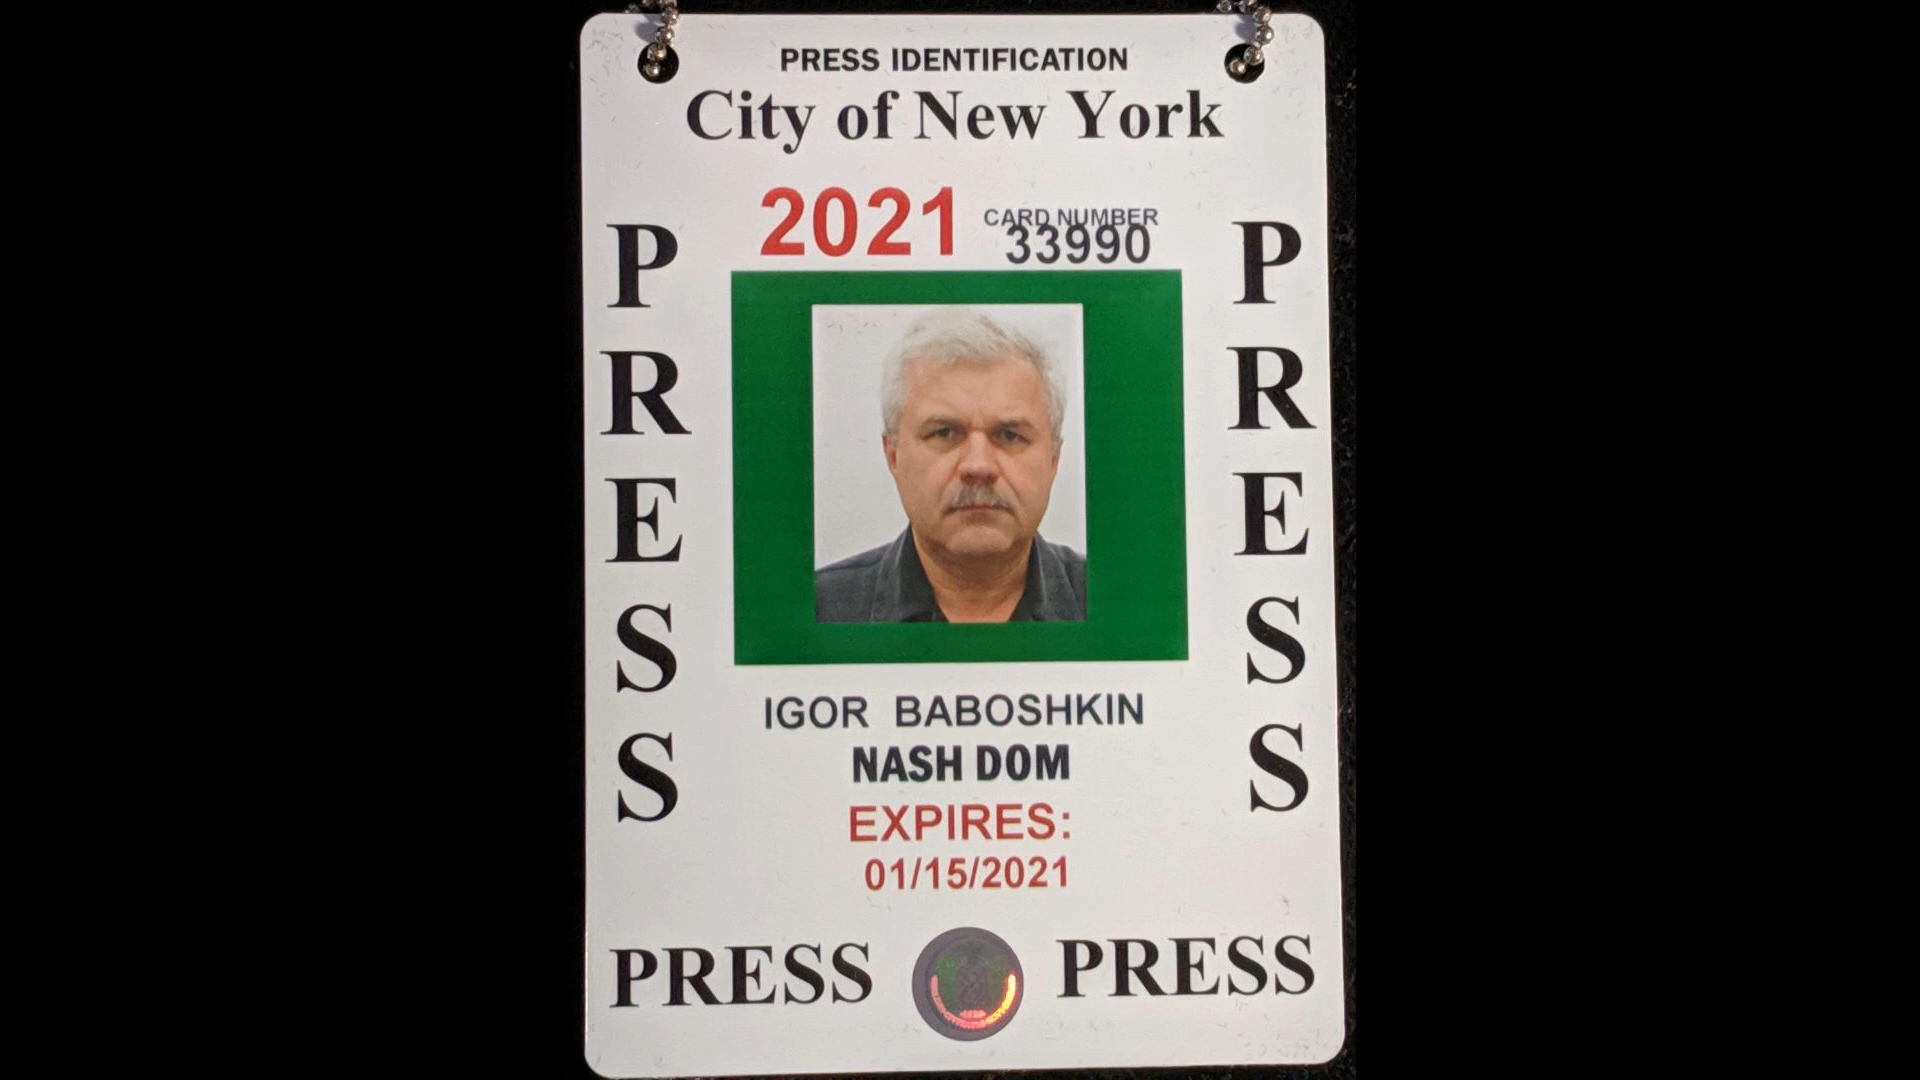 PRESS IDENTIFICATION
City of New York
2021
CARD NUMBER
33990
PRESS
PRESS
IGOR BABOSHKIN
NASH DOM
EXPIRES:
01/15/2021
PRESS PRESS